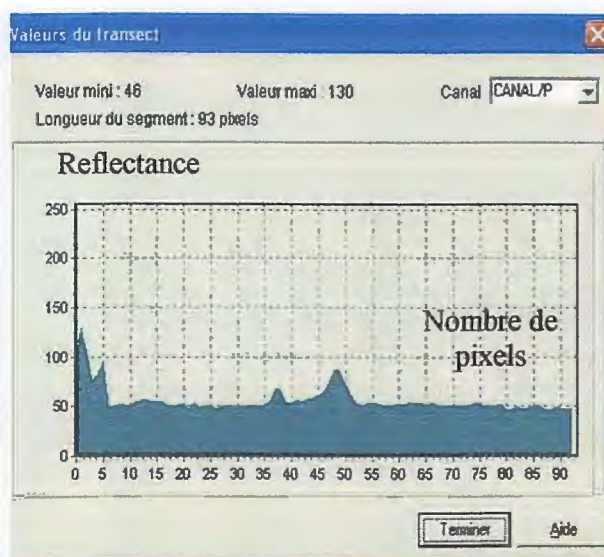 Valeurs du transect
Valeur mini : 46 Valeur maxi : 130 Canal CANAL/P
Longueur du segment : 93 pixels
Reflectance
250
200
150
Nombre de
100
pixels
50
0
0 5 10 15 20 25 30 35 40 45 50 55 60 65 70 75 80 85 90
Terminer Aide